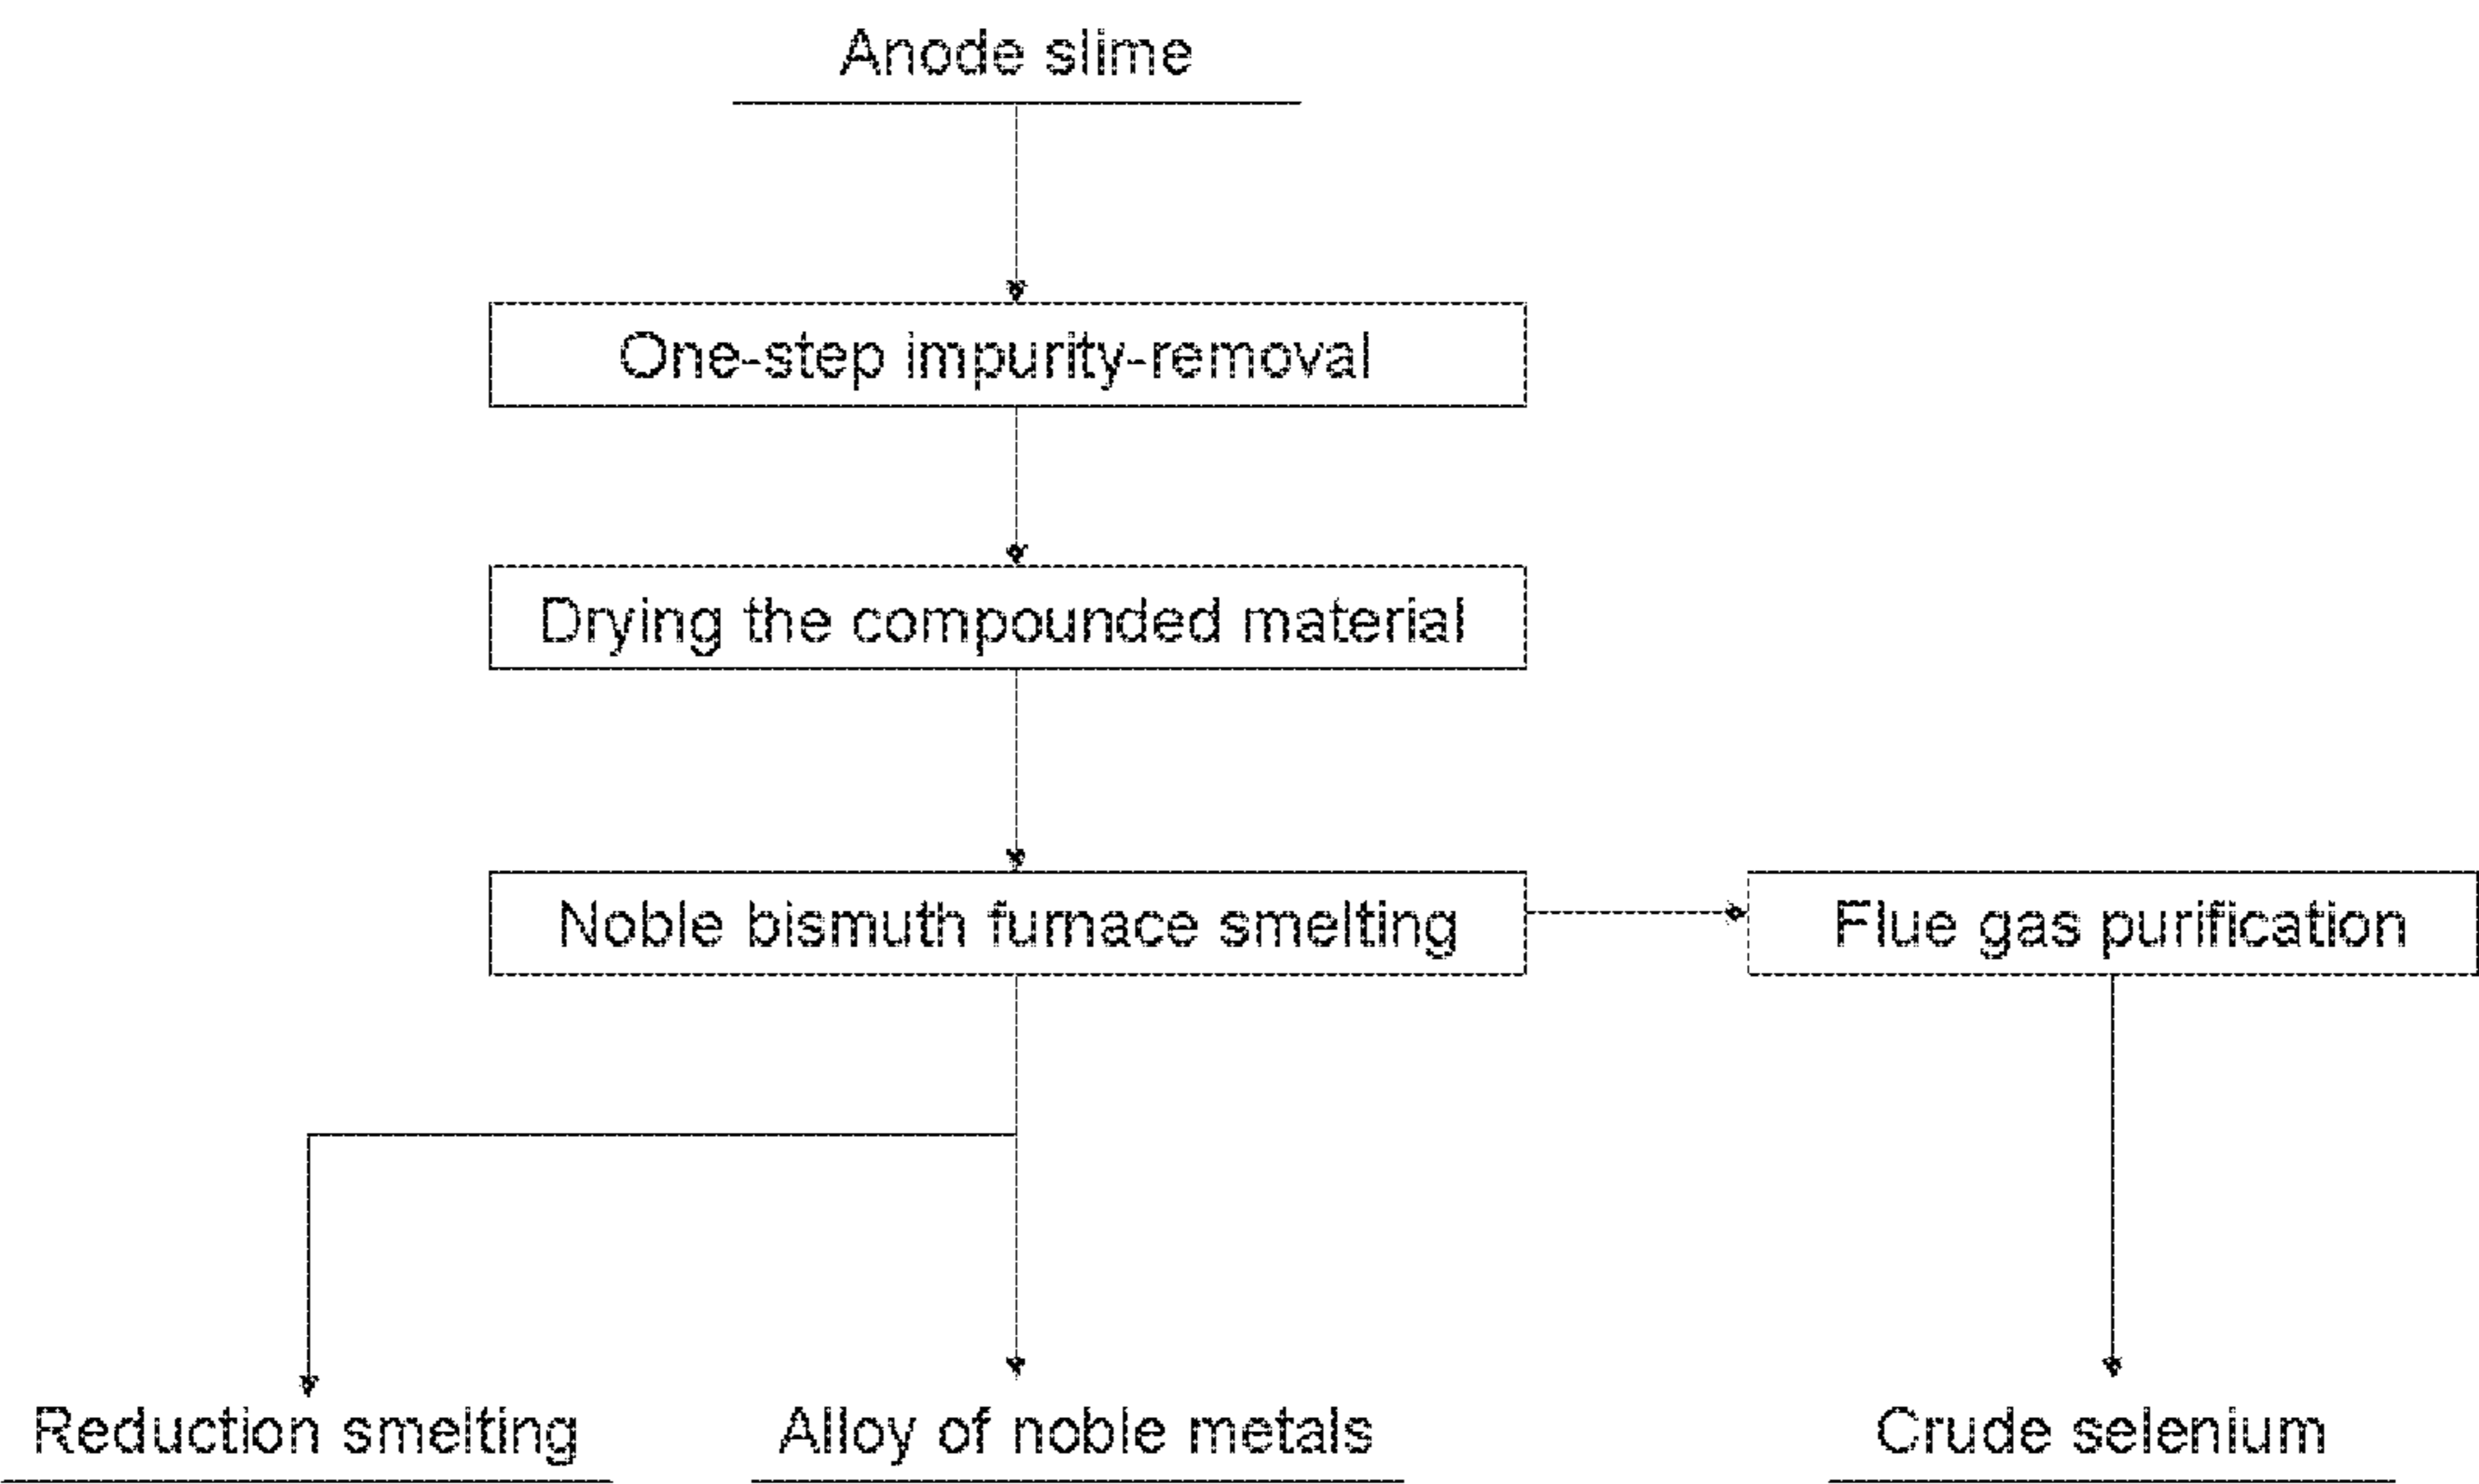 Anode slime
One-step impurity-removal
Drying the compounded material
Noble bismuth furnace smelting
Flue gas purification
Reduction smelting
Alloy of noble metals
Crude selenium